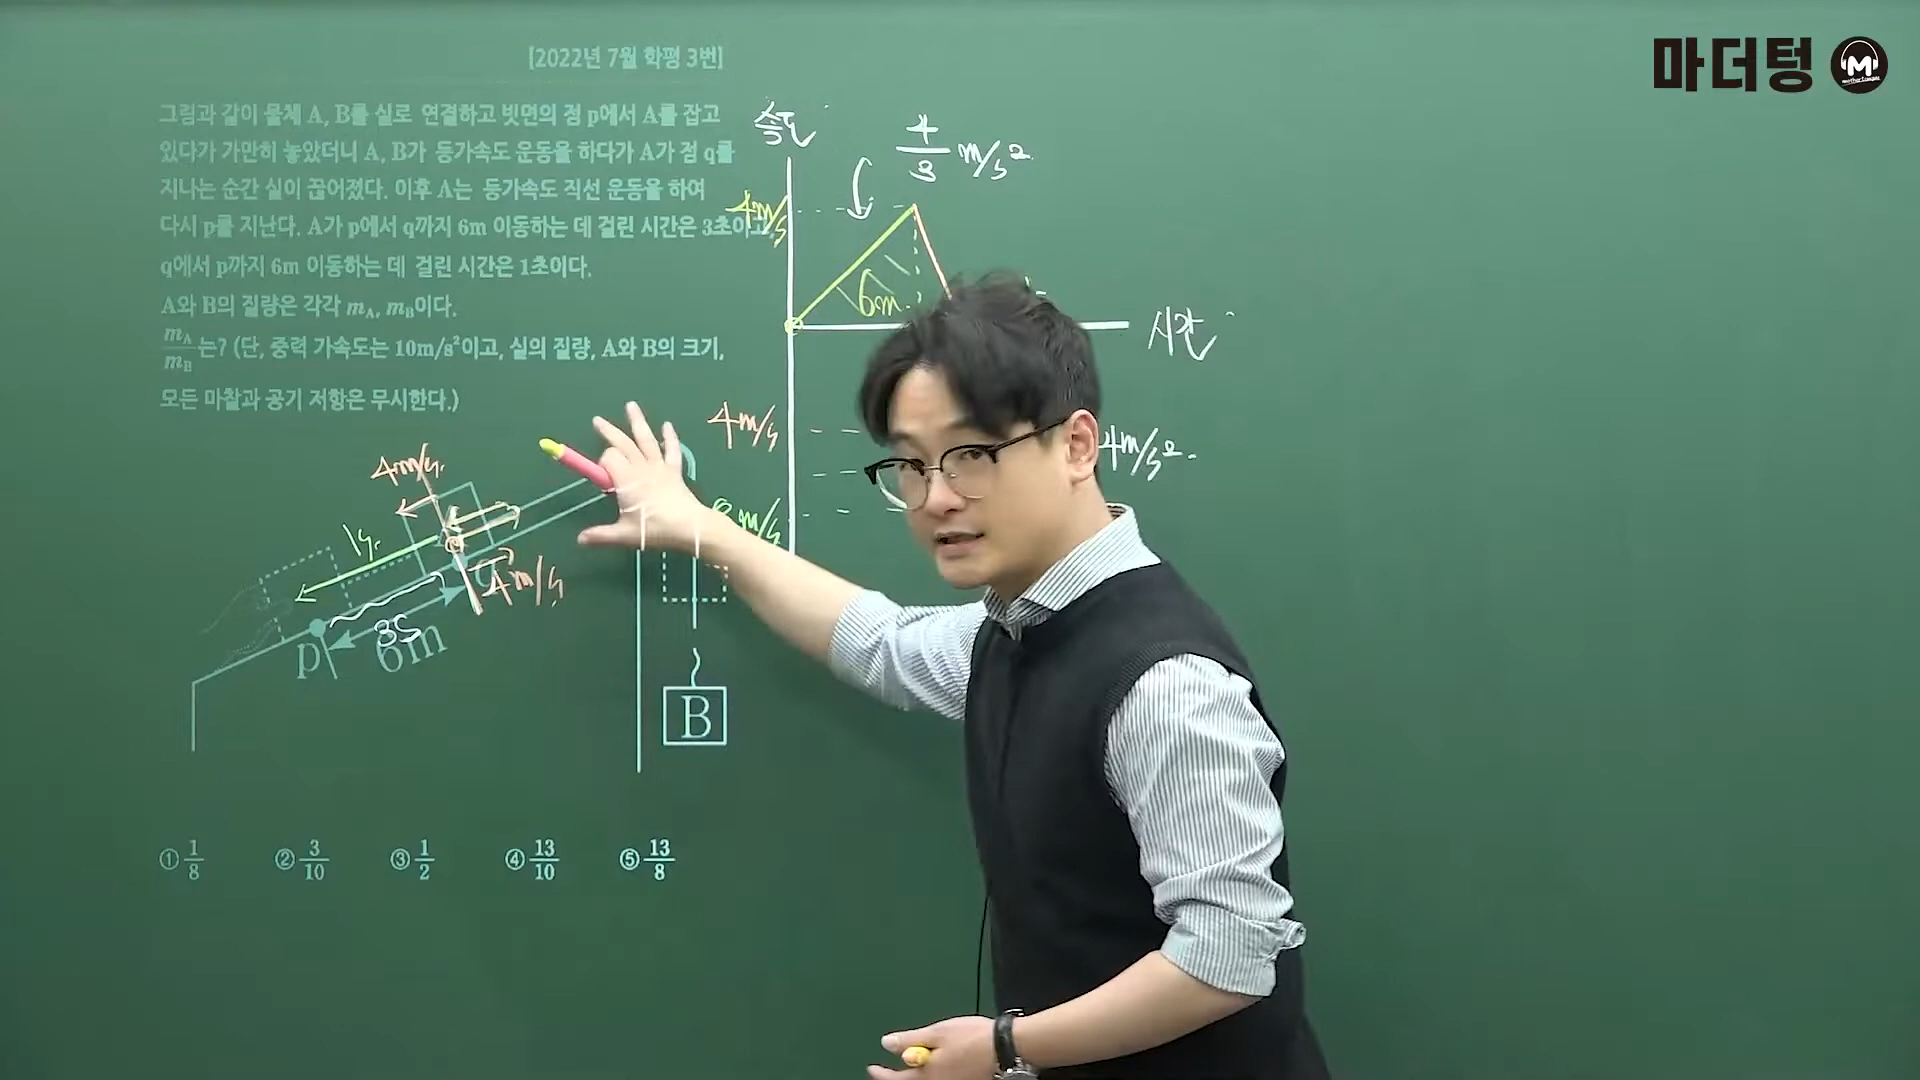 마더텅
[2022년 7월 학평 3번]
그림과 같이 물체 A, B를 실로 연결하고 빗면의 점 p에서 A를 잡고
있다가 가만히 놓았더니 A, B가 등가속도 운동을 하다가 A가 점 q를
지나는 순간 실이 끊어졌다. 이후 A는 등가속도 직선 운동을 하여
다시 p를 지난다. A가 p에서 q까지 6m 이동하는 데 걸린 시간은 3초이고,
q에서 p까지 6m 이동하는 데 걸린 시간은 1초이다.
A와 B의 질량은 각각 mA, mB이다.
mA/mB는? (단, 중력 가속도는 10m/s²이고, 실의 질량, A와 B의 크기,
모든 마찰과 공기 저항은 무시한다.)
속도
4/3 m/s²
4m/s
6m
시간
4m/s
4m/s²
m/s
4m/s
1s
4m/s
3s
p
6m
q
B
① 1/8 ② 3/10 ③ 1/2 ④ 13/10 ⑤ 13/8